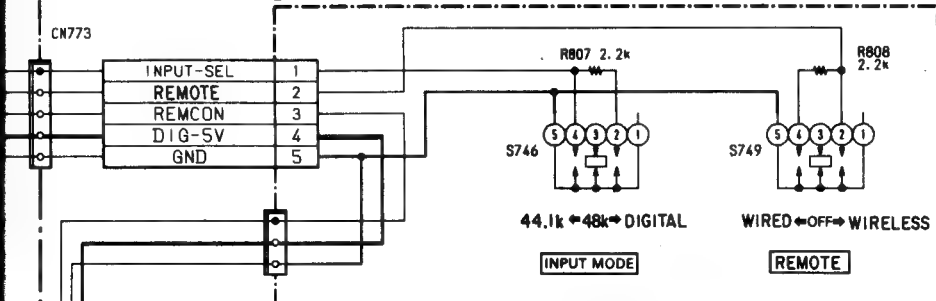 CN773
INPUT-SEL 1
REMOTE 2
REMCON 3
DIG-5V 4
GND 5
R807 2.2k
R808
2.2k
5 4 3 2 1
S746
5 4 3 2 1
S749
44.1k ⇐48k⇒ DIGITAL
WIRED ⇐OFF⇒ WIRELESS
INPUT MODE
REMOTE